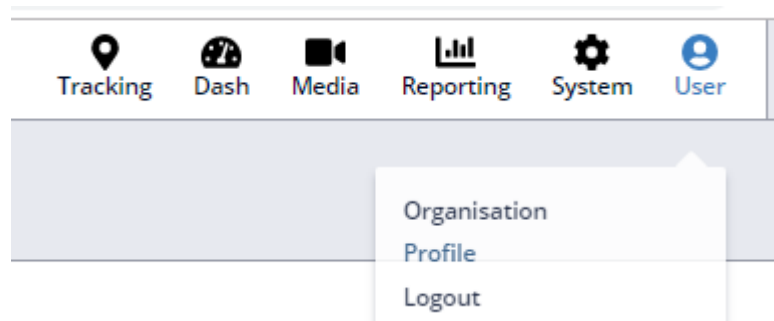 Tracking Dash Media Reporting System User
Organisation
Profile
Logout